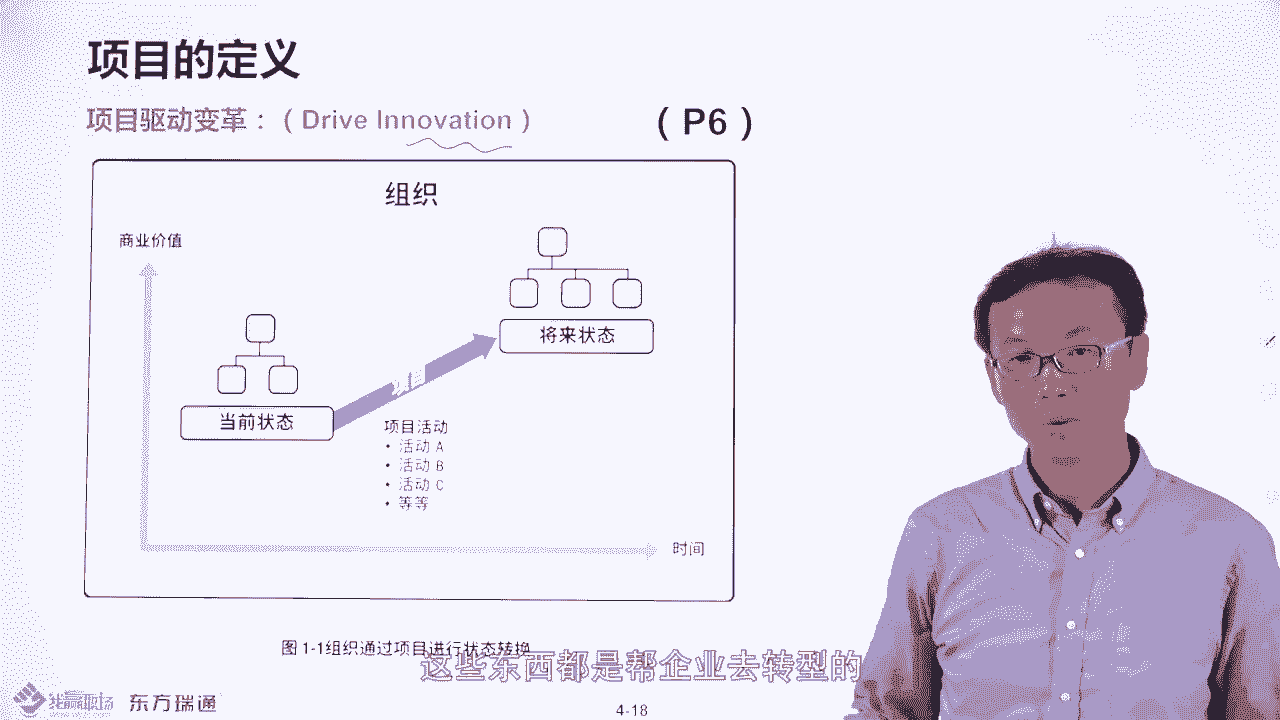 项目的定义
项目驱动变革：（Drive Innovation）
（P6）
组织
商业价值
将来状态
当前状态
项目活动
• 活动 A
• 活动 B
• 活动 C
• 等等
时间
图 1-1组织通过项目进行状态转换
这些东西都是帮企业去转型的
东方瑞通
4-18